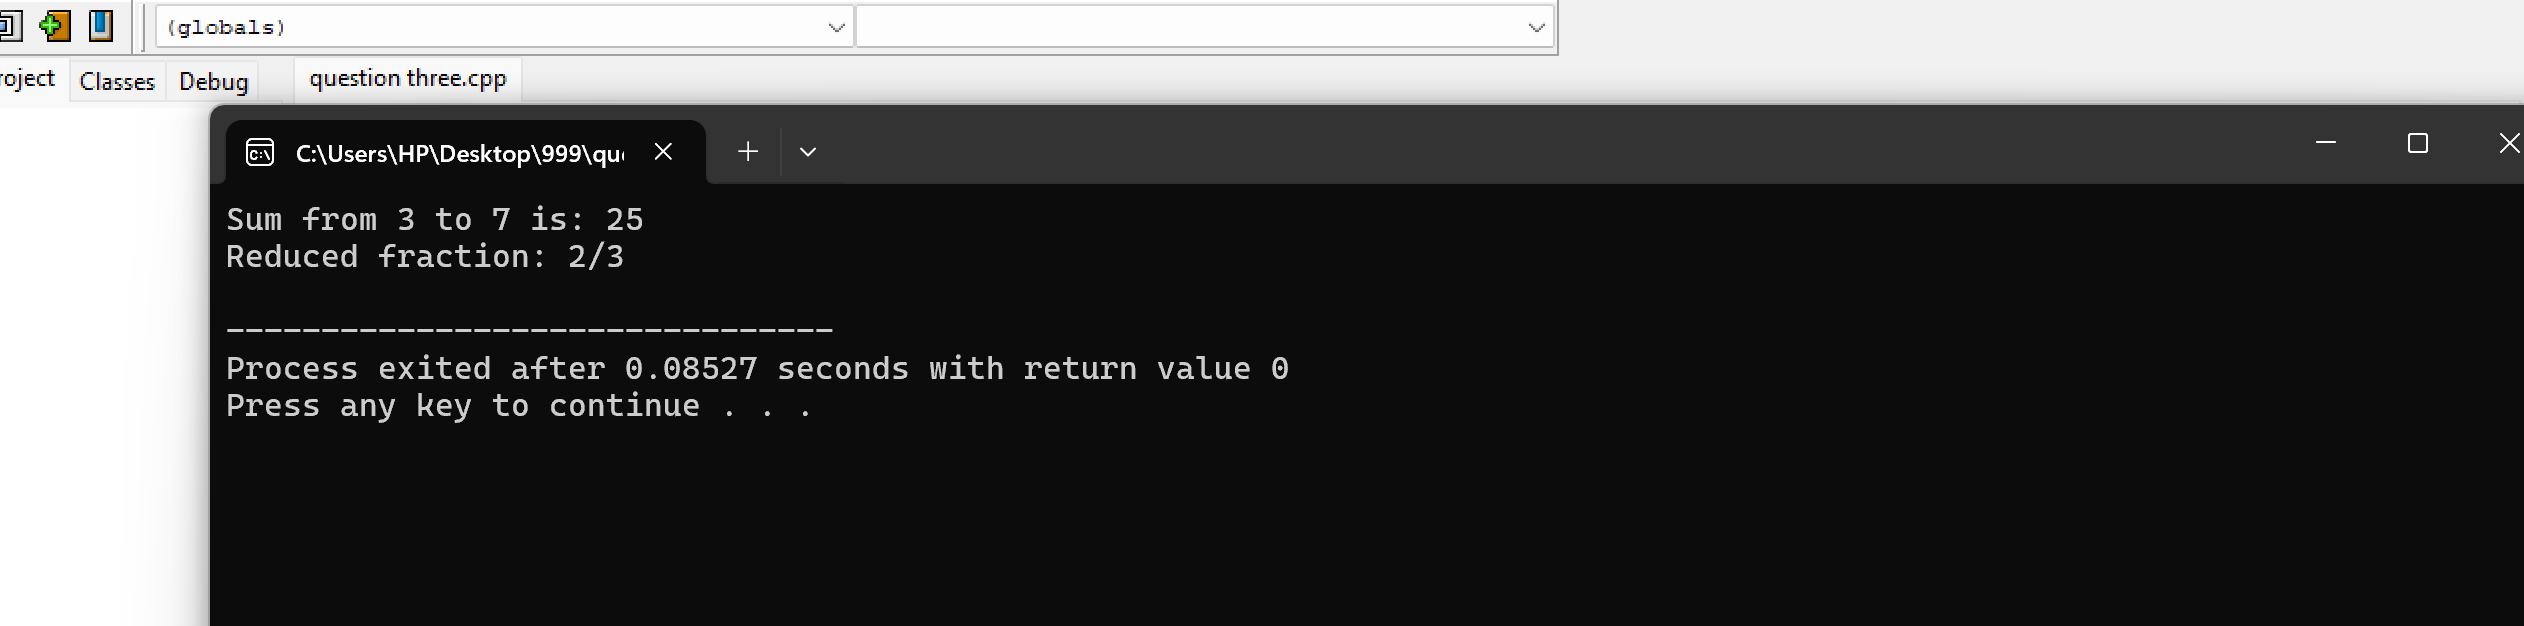 (globals)
Classes Debug question three.cpp
C:\Users\HP\Desktop\999\qu
Sum from 3 to 7 is: 25
Reduced fraction: 2/3
--------------------------------
Process exited after 0.08527 seconds with return value 0
Press any key to continue . . .